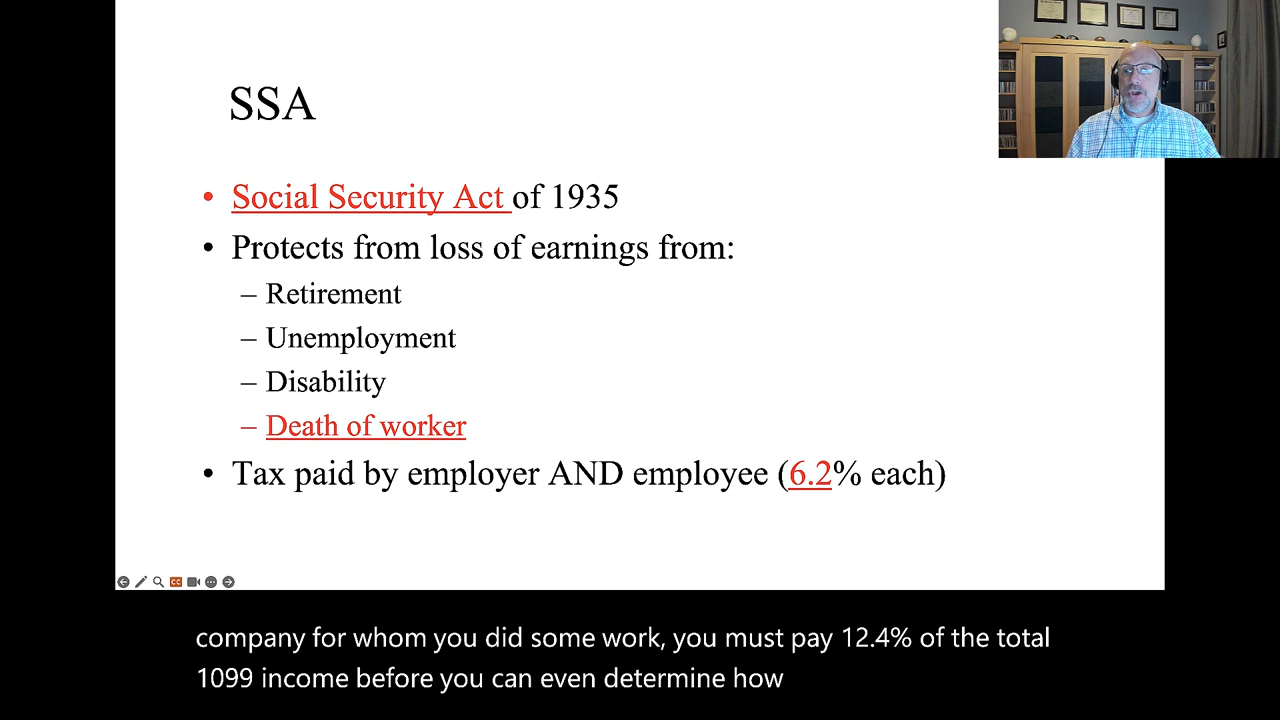 SSA
• Social Security Act of 1935
• Protects from loss of earnings from:
– Retirement
– Unemployment
– Disability
– Death of worker
• Tax paid by employer AND employee (6.2% each)
CC
company for whom you did some work, you must pay 12.4% of the total
1099 income before you can even determine how